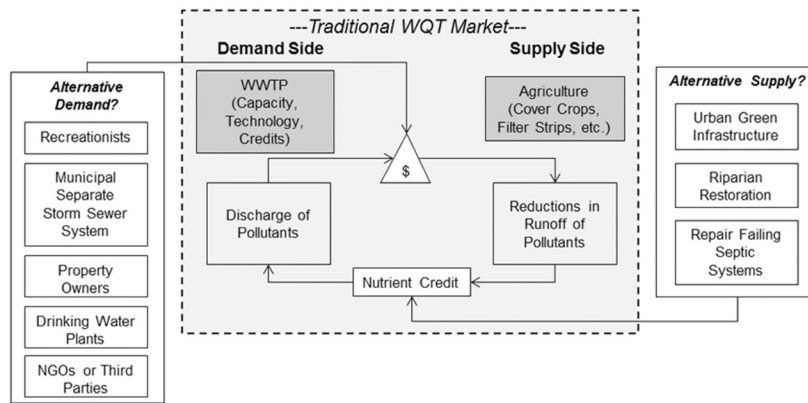 ---Traditional WQT Market---
Demand Side
Supply Side
WWTP
(Capacity,
Technology,
Credits)
Agriculture
(Cover Crops,
Filter Strips, etc.)
$
Discharge of
Pollutants
Reductions in
Runoff of
Pollutants
Nutrient Credit
Alternative
Demand?
Recreationists
Municipal
Separate
Storm Sewer
System
Property
Owners
Drinking Water
Plants
NGOs or Third
Parties
Alternative Supply?
Urban Green
Infrastructure
Riparian
Restoration
Repair Failing
Septic
Systems